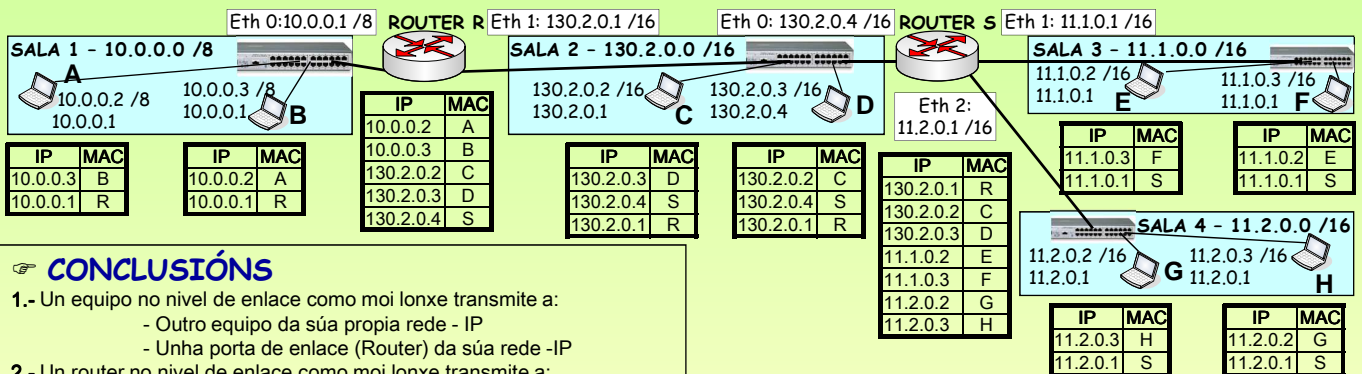 Eth 0:10.0.0.1 /8
ROUTER R
Eth 1: 130.2.0.1 /16
Eth 0: 130.2.0.4 /16
ROUTER S
Eth 1: 11.1.0.1 /16
SALA 1 - 10.0.0.0 /8
A
10.0.0.2 /8
10.0.0.1
10.0.0.3 /8
10.0.0.1
B
SALA 2 - 130.2.0.0 /16
130.2.0.2 /16
130.2.0.1
C
130.2.0.3 /16
130.2.0.4
D
Eth 2:
11.2.0.1 /16
SALA 3 - 11.1.0.0 /16
11.1.0.2 /16
11.1.0.1
E
11.1.0.3 /16
11.1.0.1
F
IP MAC
10.0.0.3 B
10.0.0.1 R
IP MAC
10.0.0.2 A
10.0.0.1 R
IP MAC
10.0.0.2 A
10.0.0.3 B
130.2.0.2 C
130.2.0.3 D
130.2.0.4 S
IP MAC
130.2.0.3 D
130.2.0.4 S
130.2.0.1 R
IP MAC
130.2.0.2 C
130.2.0.4 S
130.2.0.1 R
IP MAC
130.2.0.1 R
130.2.0.2 C
130.2.0.3 D
11.1.0.2 E
11.1.0.3 F
11.2.0.2 G
11.2.0.3 H
IP MAC
11.1.0.3 F
11.1.0.1 S
IP MAC
11.1.0.2 E
11.1.0.1 S
SALA 4 - 11.2.0.0 /16
11.2.0.2 /16
11.2.0.1
G
11.2.0.3 /16
11.2.0.1
H
IP MAC
11.2.0.3 H
11.2.0.1 S
IP MAC
11.2.0.2 G
11.2.0.1 S
☞ CONCLUSIÓNS
1.- Un equipo no nivel de enlace como moi lonxe transmite a:
- Outro equipo da súa propia rede - IP
- Unha porta de enlace (Router) da súa rede -IP
2.- Un router no nivel de enlace como moi lonxe transmite a: